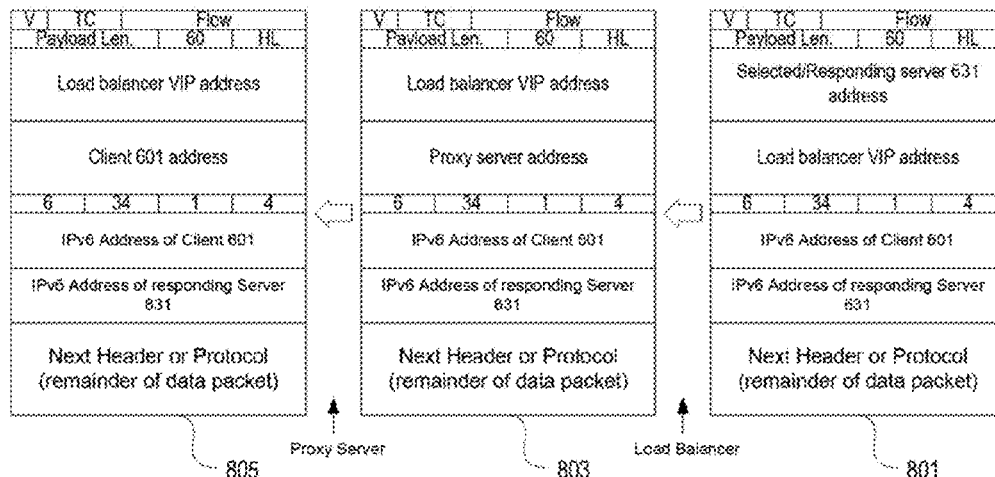 V TC Flow
Payload Len. 60 HL
Load balancer VIP address
Client 601 address
6 34 1 4
IPv6 Address of Client 601
IPv6 Address of responding Server
631
Next Header or Protocol
(remainder of data packet)
805
Proxy Server
V TC Flow
Payload Len. 60 HL
Load balancer VIP address
Proxy server address
6 34 1 4
IPv6 Address of Client 601
IPv6 Address of responding Server
631
Next Header or Protocol
(remainder of data packet)
803
Load Balancer
V TC Flow
Payload Len. 60 HL
Selected/Responding server 631
address
Load balancer VIP address
6 34 1 4
IPv6 Address of Client 601
IPv6 Address of responding Server
631
Next Header or Protocol
(remainder of data packet)
801